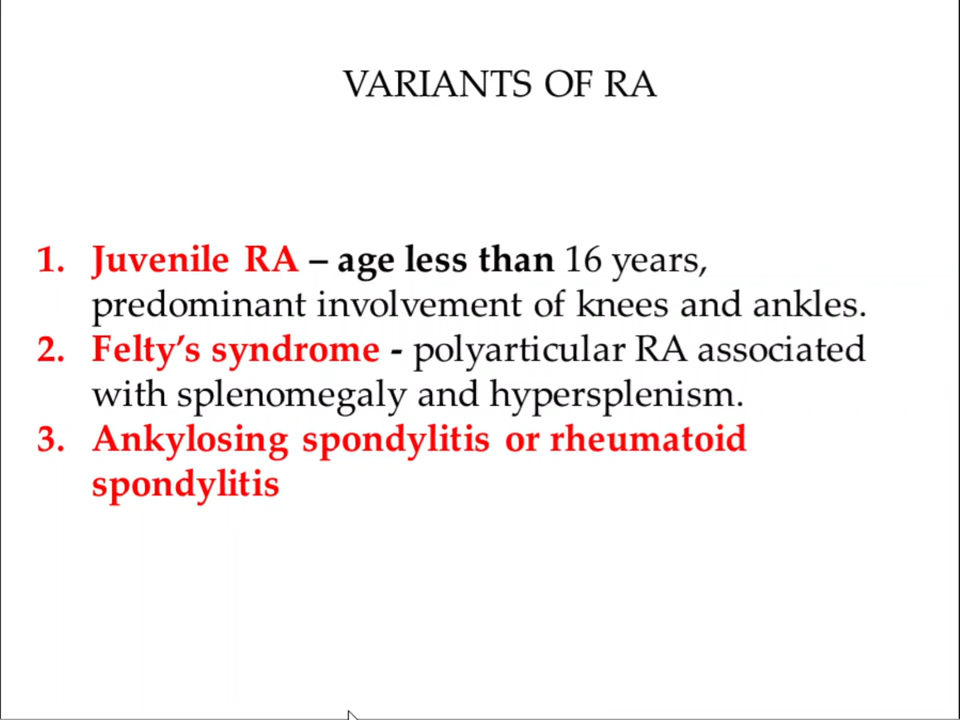 VARIANTS OF RA
1. Juvenile RA – age less than 16 years,
predominant involvement of knees and ankles.
2. Felty’s syndrome - polyarticular RA associated
with splenomegaly and hypersplenism.
3. Ankylosing spondylitis or rheumatoid
spondylitis